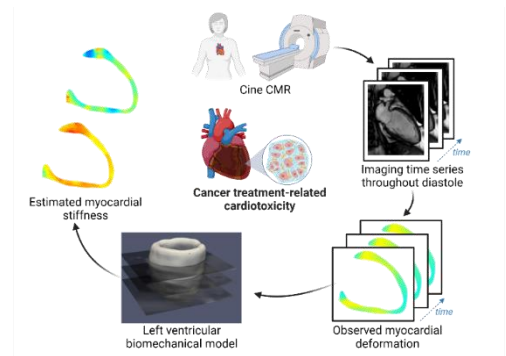 Cine CMR
time
Imaging time series
throughout diastole
Cancer treatment-related
cardiotoxicity
Estimated myocardial
stiffness
Left ventricular
biomechanical model
time
Observed myocardial
deformation